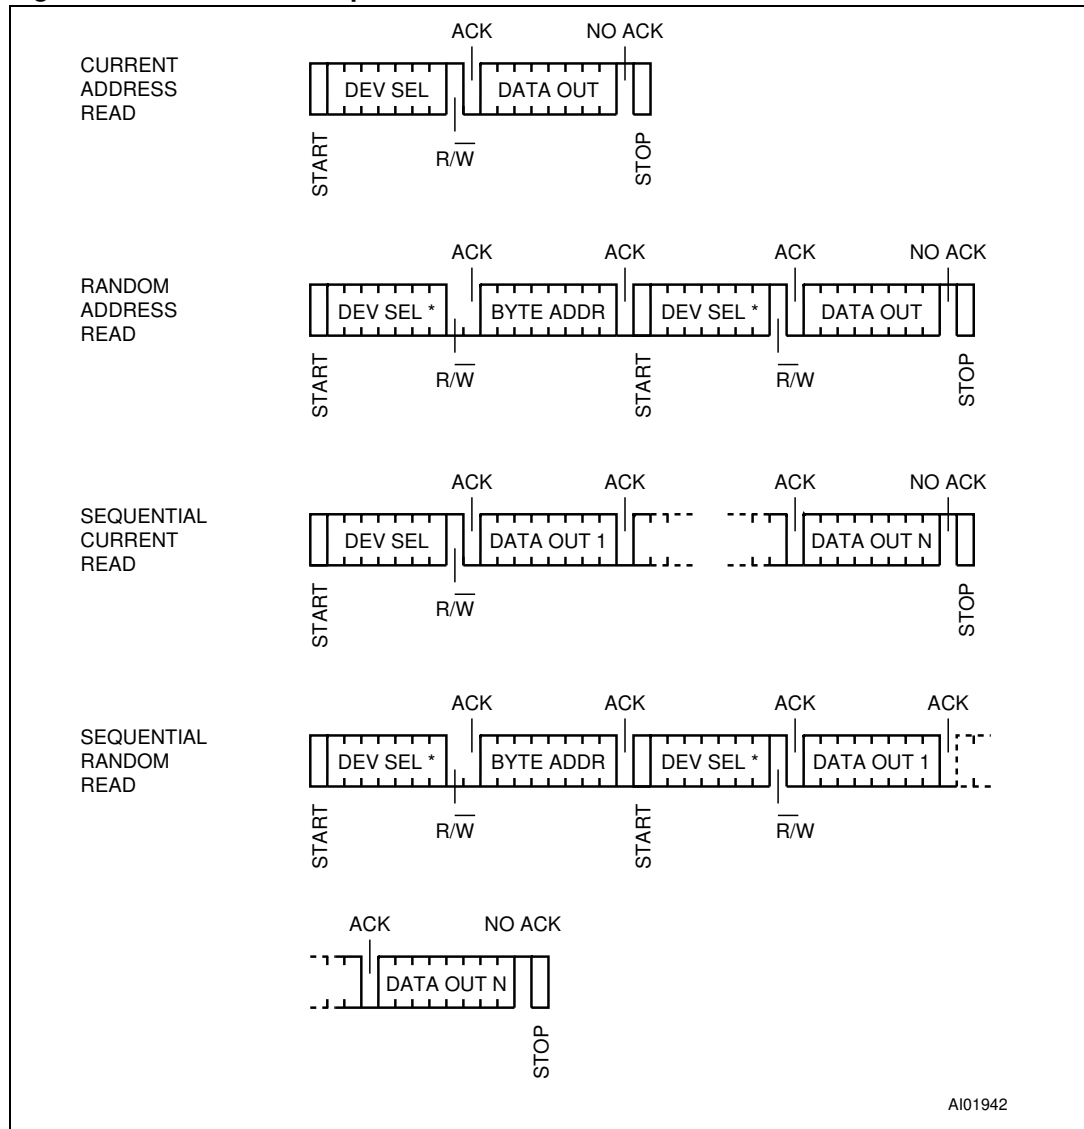 ACK NO ACK
CURRENT
ADDRESS
READ
DEV SEL DATA OUT
START R/W̅ STOP
ACK ACK ACK NO ACK
RANDOM
ADDRESS
READ
DEV SEL * BYTE ADDR DEV SEL * DATA OUT
START R/W̅ START R̅/W STOP
ACK ACK ACK NO ACK
SEQUENTIAL
CURRENT
READ
DEV SEL DATA OUT 1 DATA OUT N
START R/W̅ STOP
ACK ACK ACK ACK
SEQUENTIAL
RANDOM
READ
DEV SEL * BYTE ADDR DEV SEL * DATA OUT 1
START R/W̅ START R̅/W
ACK NO ACK
DATA OUT N
STOP
AI01942